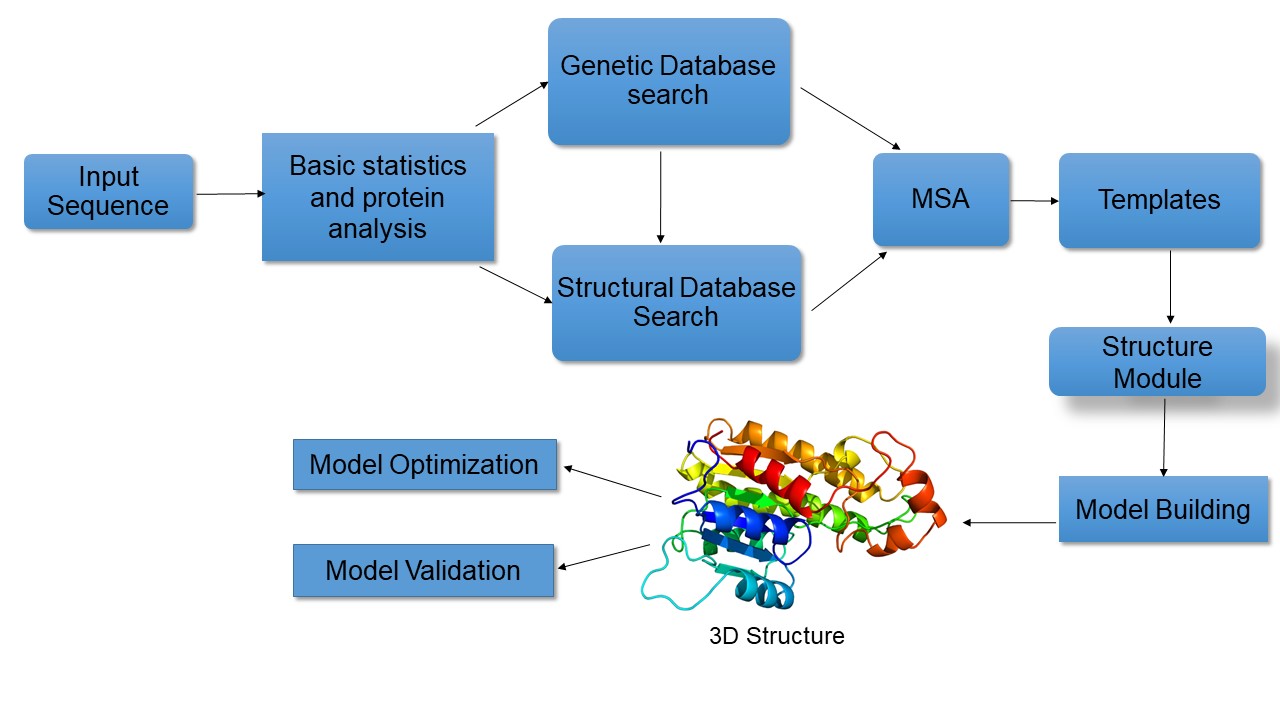 Input
Sequence
Basic statistics
and protein
analysis
Genetic Database
search
Structural Database
Search
MSA
Templates
Structure
Module
Model Building
3D Structure
Model Optimization
Model Validation